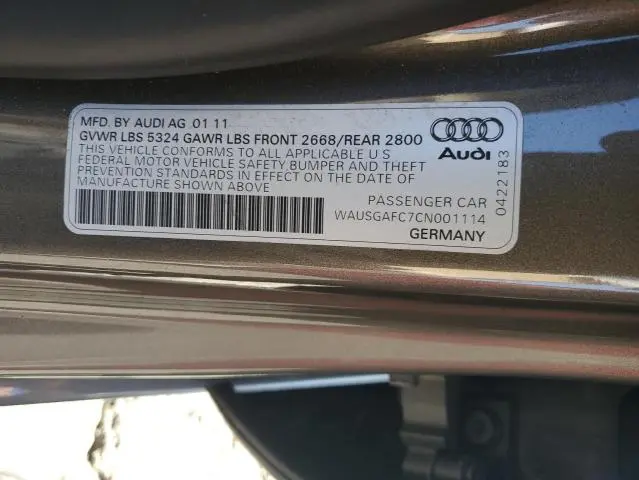 MFD. BY AUDI AG 01 11
GVWR LBS 5324 GAWR LBS FRONT 2668/REAR 2800
THIS VEHICLE CONFORMS TO ALL APPLICABLE U S
FEDERAL MOTOR VEHICLE SAFETY, BUMPER AND THEFT
PREVENTION STANDARDS IN EFFECT ON THE DATE OF
MANUFACTURE SHOWN ABOVE
Audi
0422183
PASSENGER CAR
WAUSGAFC7CN001114
GERMANY